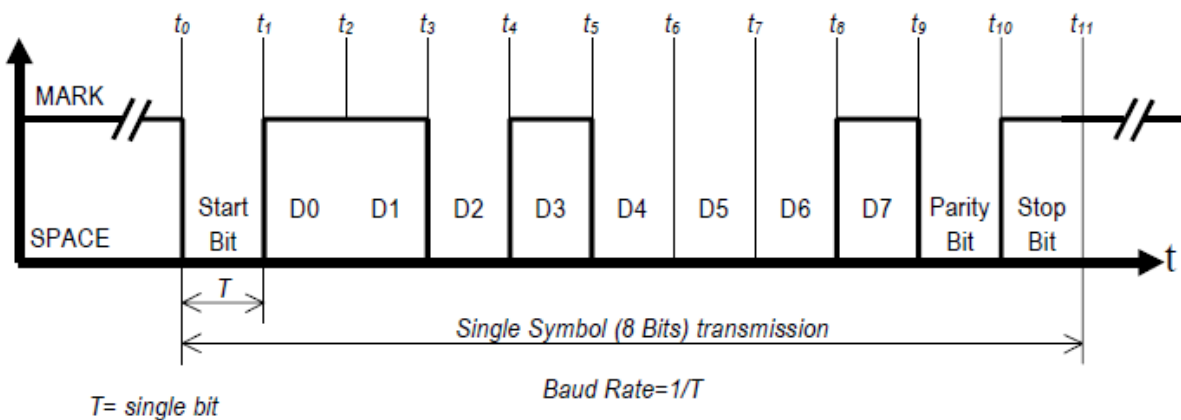 t0 t1 t2 t3 t4 t5 t6 t7 t8 t9 t10 t11
MARK
Start Bit D0 D1 D2 D3 D4 D5 D6 D7 Parity Bit Stop Bit
SPACE
t
T
Single Symbol (8 Bits) transmission
Baud Rate=1/T
T= single bit